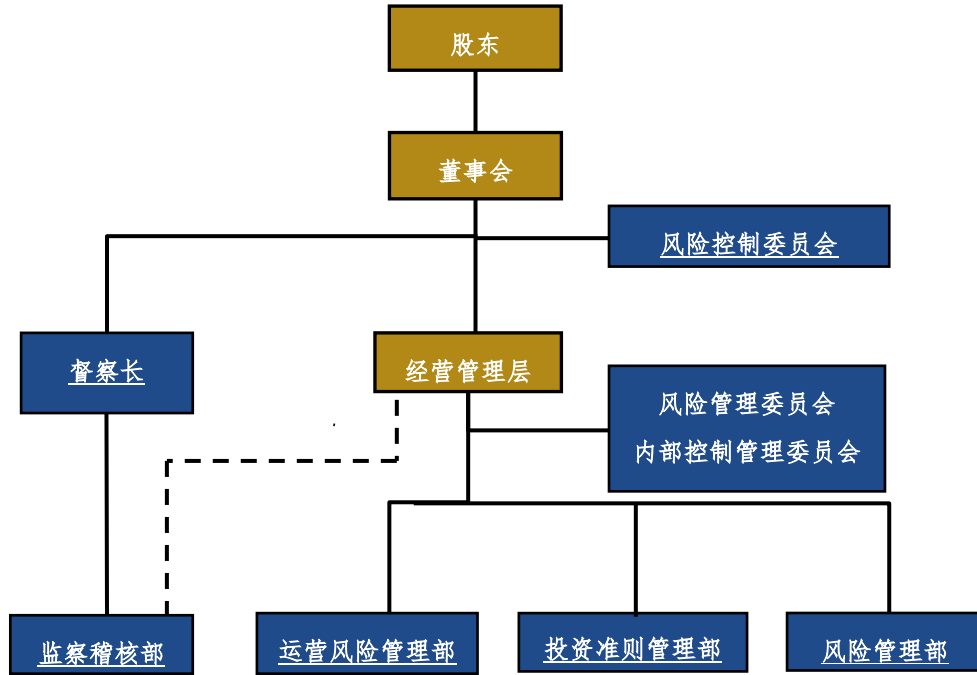 股东
董事会
风险控制委员会
督察长
经营管理层
风险管理委员会
内部控制管理委员会
监察稽核部
运营风险管理部
投资准则管理部
风险管理部